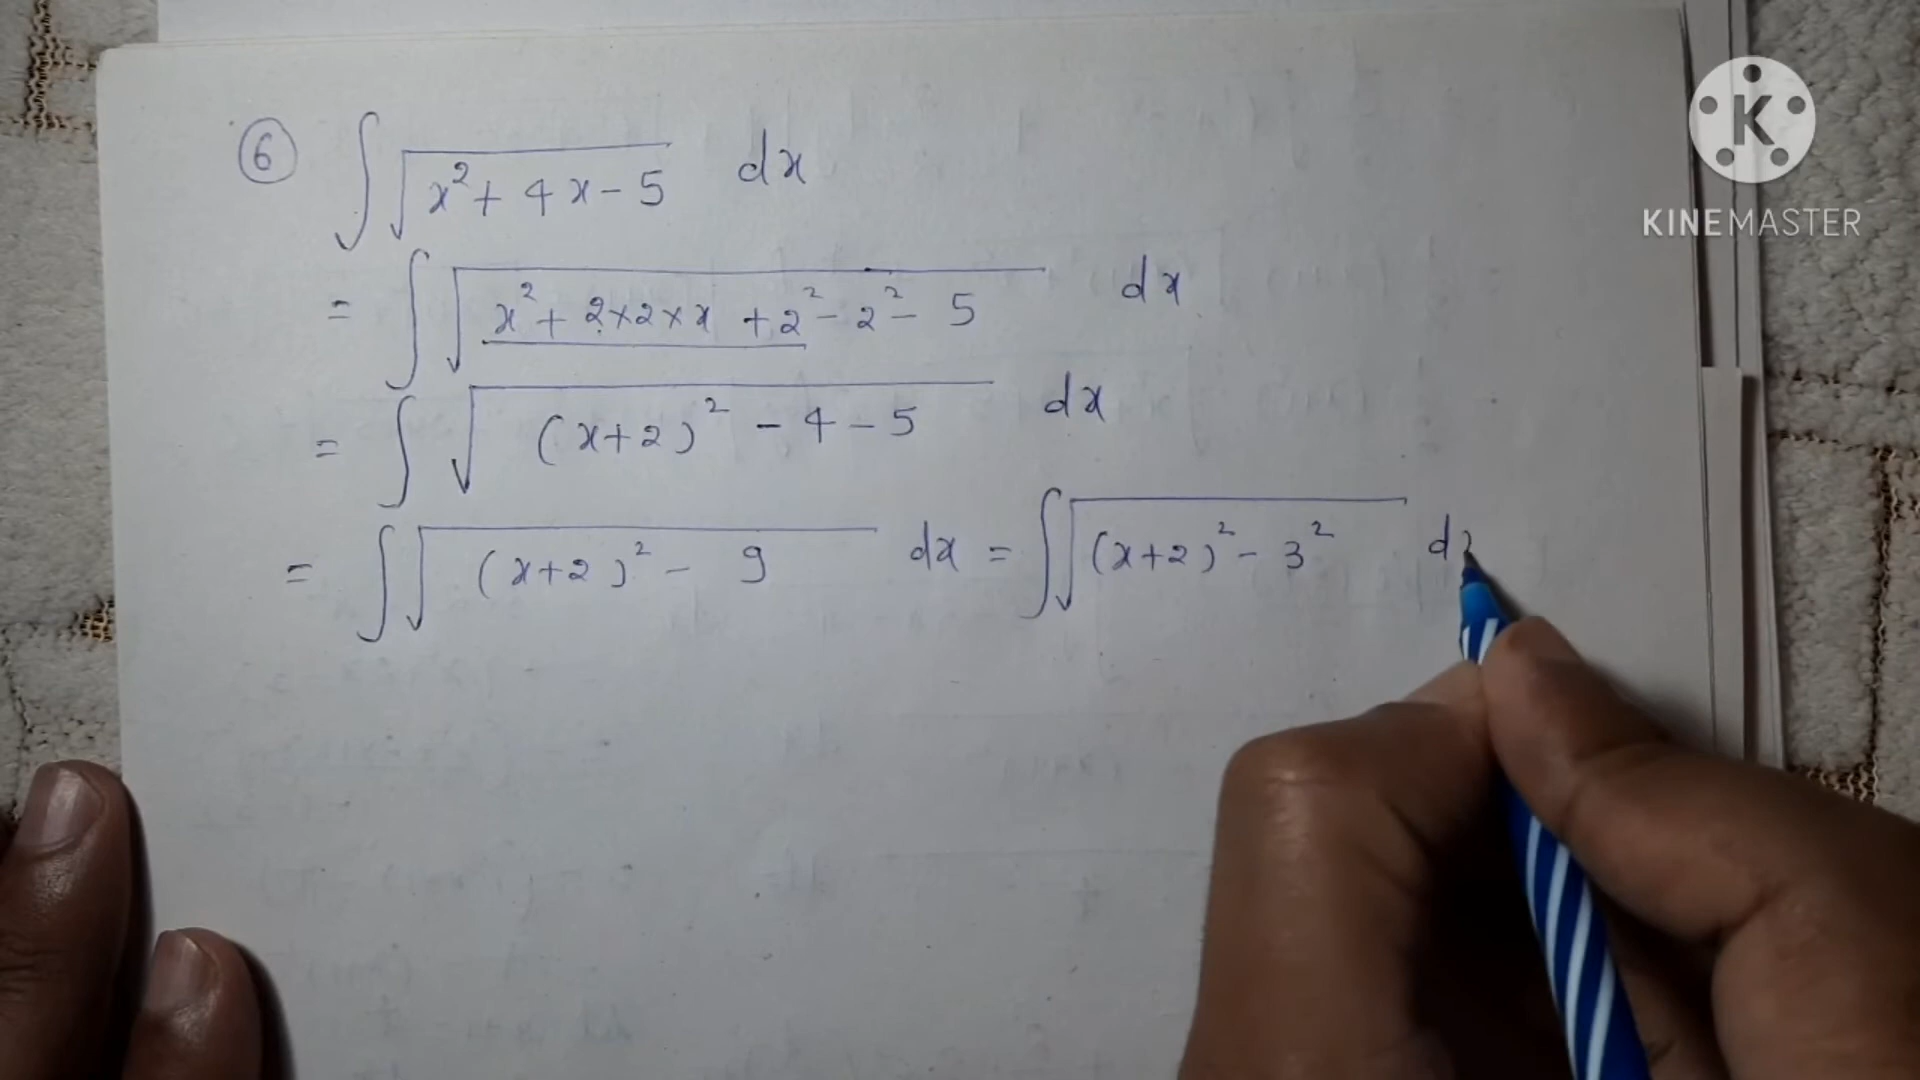 ⑥ ∫√(x² + 4x - 5) dx
= ∫√(x² + 2×2×x + 2² - 2² - 5) dx
= ∫√((x+2)² - 4 - 5) dx
= ∫√((x+2)² - 9) dx = ∫√((x+2)² - 3²) dx
K
KINEMASTER